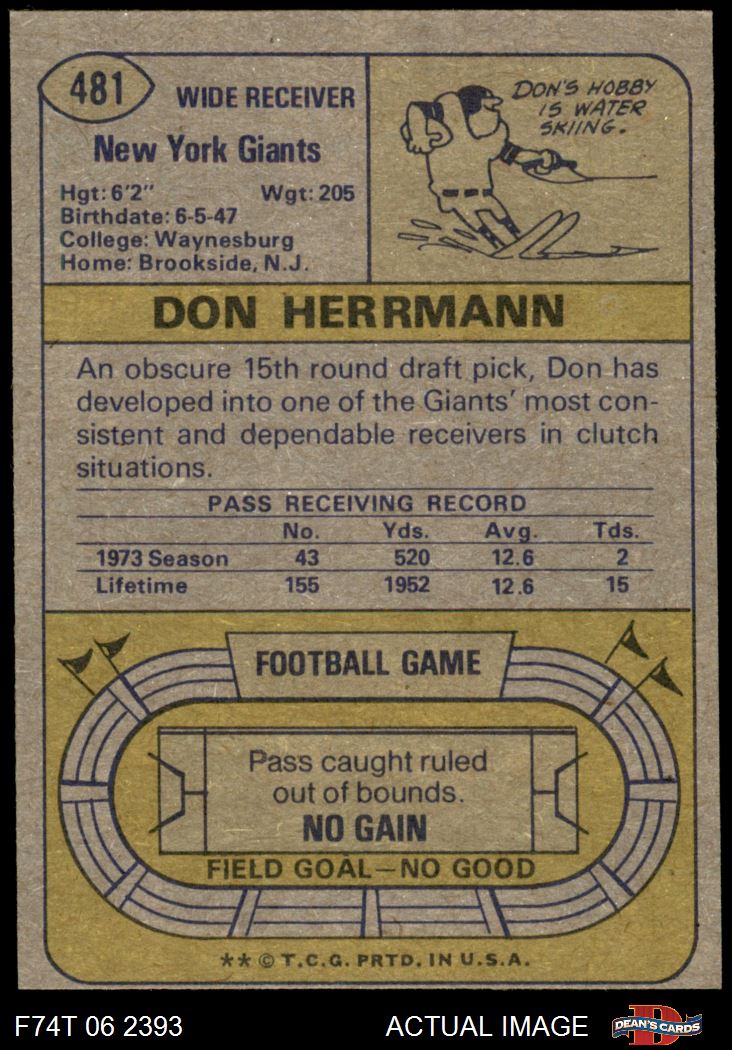 481
WIDE RECEIVER
New York Giants
Hgt: 6'2" Wgt: 205
Birthdate: 6-5-47
College: Waynesburg
Home: Brookside, N.J.
DON'S HOBBY
IS WATER
SKIING.
DON HERRMANN
An obscure 15th round draft pick, Don has
developed into one of the Giants' most con-
sistent and dependable receivers in clutch
situations.
PASS RECEIVING RECORD
No. Yds. Avg. Tds.
1973 Season 43 520 12.6 2
Lifetime 155 1952 12.6 15
FOOTBALL GAME
Pass caught ruled
out of bounds.
NO GAIN
FIELD GOAL—NO GOOD
** © T.C.G. PRTD. IN U.S.A.
F74T 06 2393 ACTUAL IMAGE
D
DEAN'S CARDS